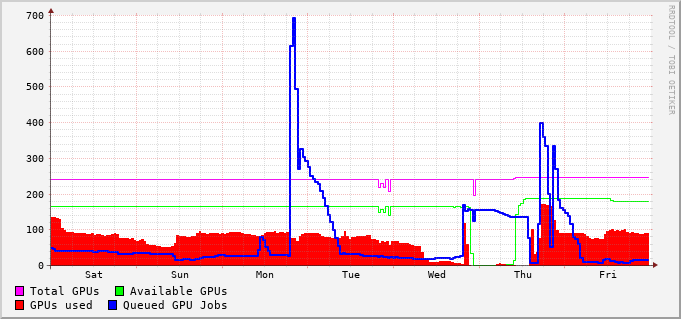 700
600
500
400
300
200
100
0
Sat Sun Mon Tue Wed Thu Fri
Total GPUs Available GPUs
GPUs used Queued GPU Jobs
RRDTOOL / TOBI OETIKER